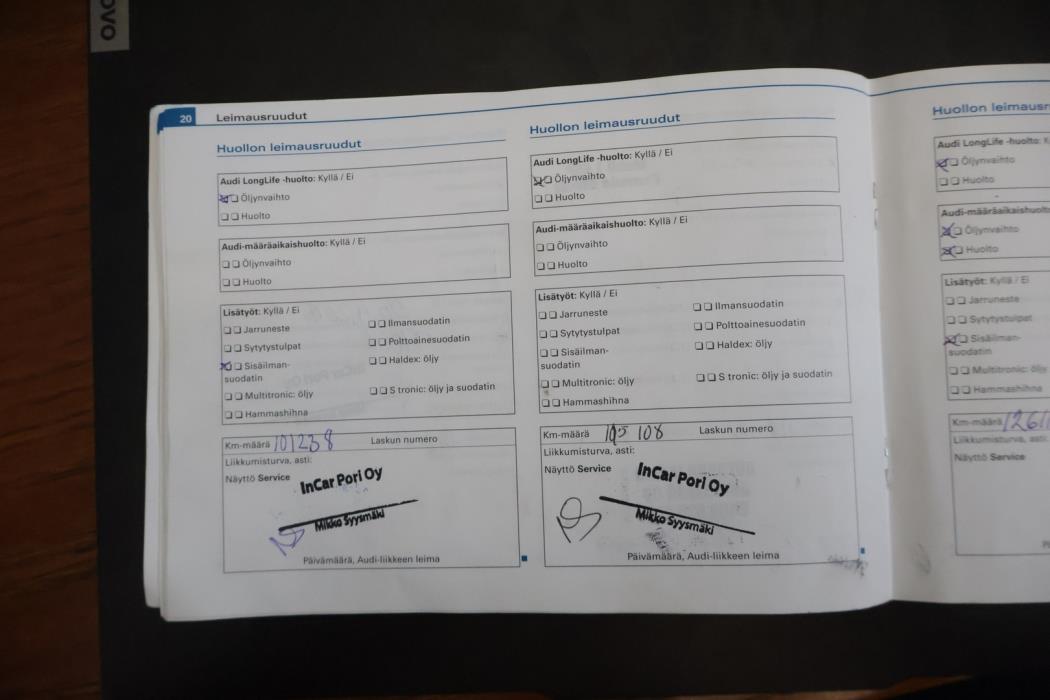 OVO
20 Leimausruudut
Huollon leimausruudut
Audi LongLife -huolto: Kyllä / Ei
Öljynvaihto
Huolto
Audi-määräaikaishuolto: Kyllä / Ei
Öljynvaihto
Huolto
Lisätyöt: Kyllä / Ei
Jarruneste
Ilmansuodatin
Sytytystulpat
Polttoainesuodatin
Sisäilman-
suodatin
Haldex: öljy
Multitronic: öljy
S tronic: öljy ja suodatin
Hammashihna
Km-määrä 101238 Laskun numero
Liikkumisturva, asti:
Näyttö Service
InCar Pori Oy
Mikko Syysmäki
Päivämäärä, Audi-liikkeen leima
Huollon leimausruudut
Audi LongLife -huolto: Kyllä / Ei
Öljynvaihto
Huolto
Audi-määräaikaishuolto: Kyllä / Ei
Öljynvaihto
Huolto
Lisätyöt: Kyllä / Ei
Jarruneste
Ilmansuodatin
Sytytystulpat
Polttoainesuodatin
Sisäilman-
suodatin
Haldex: öljy
Multitronic: öljy
S tronic: öljy ja suodatin
Hammashihna
Km-määrä 105 108 Laskun numero
Liikkumisturva, asti:
Näyttö Service
InCar Pori Oy
Mikko Syysmäki
Päivämäärä, Audi-liikkeen leima
Huollon leimausr
Audi LongLife -huolto: K
Öljynvaihto
Huolto
Audi-määräaikaishuolto
Öljynvaihto
Huolto
Lisätyöt: Kyllä / Ei
Jarruneste
Sytytystulpat
Sisäilman-
suodatin
Multitronic: öljy
Hammashihna
Km-määrä 1261
Liikkumisturva, asti:
Näyttö Service